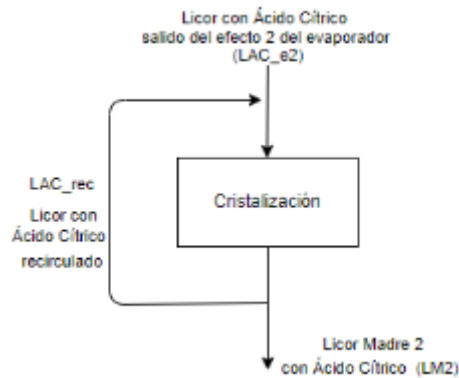 Licor con Ácido Cítrico
salido del efecto 2 del evaporador
(LAC_e2)
LAC_rec
Licor con
Ácido Cítrico
recirculado
Cristalización
Licor Madre 2
con Ácido Cítrico (LM2)